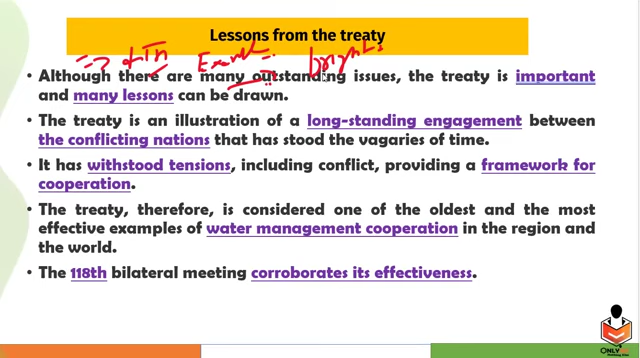 Lessons from the treaty
Although there are many outstanding issues, the treaty is important
and many lessons can be drawn.
The treaty is an illustration of a long-standing engagement between
the conflicting nations that has stood the vagaries of time.
It has withstood tensions, including conflict, providing a framework for
cooperation.
The treaty, therefore, is considered one of the oldest and the most
effective examples of water management cooperation in the region and
the world.
The 118th bilateral meeting corroborates its effectiveness.